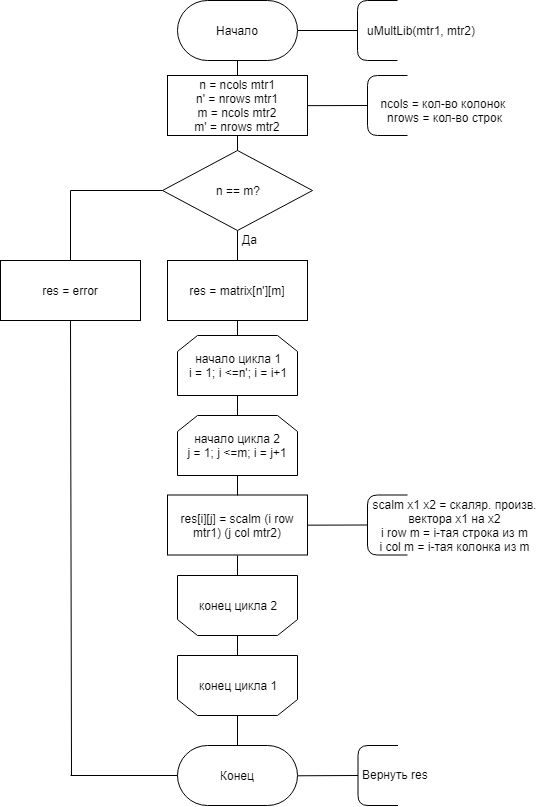 Начало
uMultLib(mtr1, mtr2)
n = ncols mtr1
n' = nrows mtr1
m = ncols mtr2
m' = nrows mtr2
ncols = кол-во колонок
nrows = кол-во строк
n == m?
Да
res = error
res = matrix[n'][m]
начало цикла 1
i = 1; i <=n'; i = i+1
начало цикла 2
j = 1; j <=m; i = j+1
res[i][j] = scalm (i row
mtr1) (j col mtr2)
scalm x1 x2 = скаляр. произв.
вектора x1 на x2
i row m = i-тая строка из m
i col m = i-тая колонка из m
конец цикла 2
конец цикла 1
Конец
Вернуть res